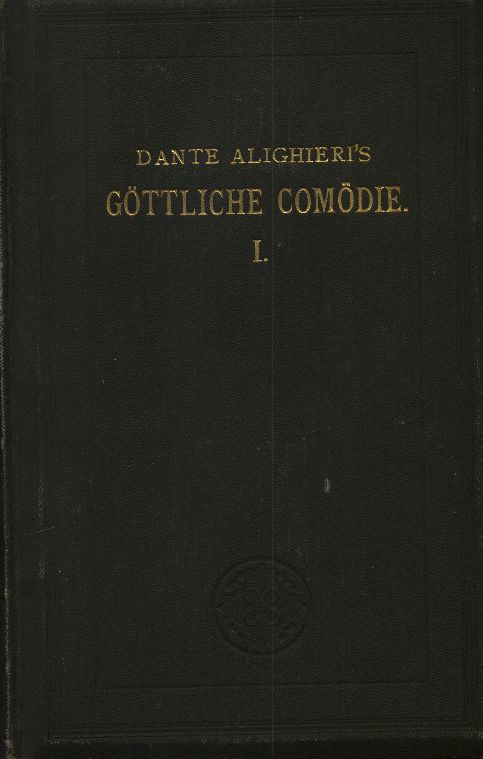 DANTE ALIGHIERI'S
GÖTTLICHE COMÖDIE.
I.